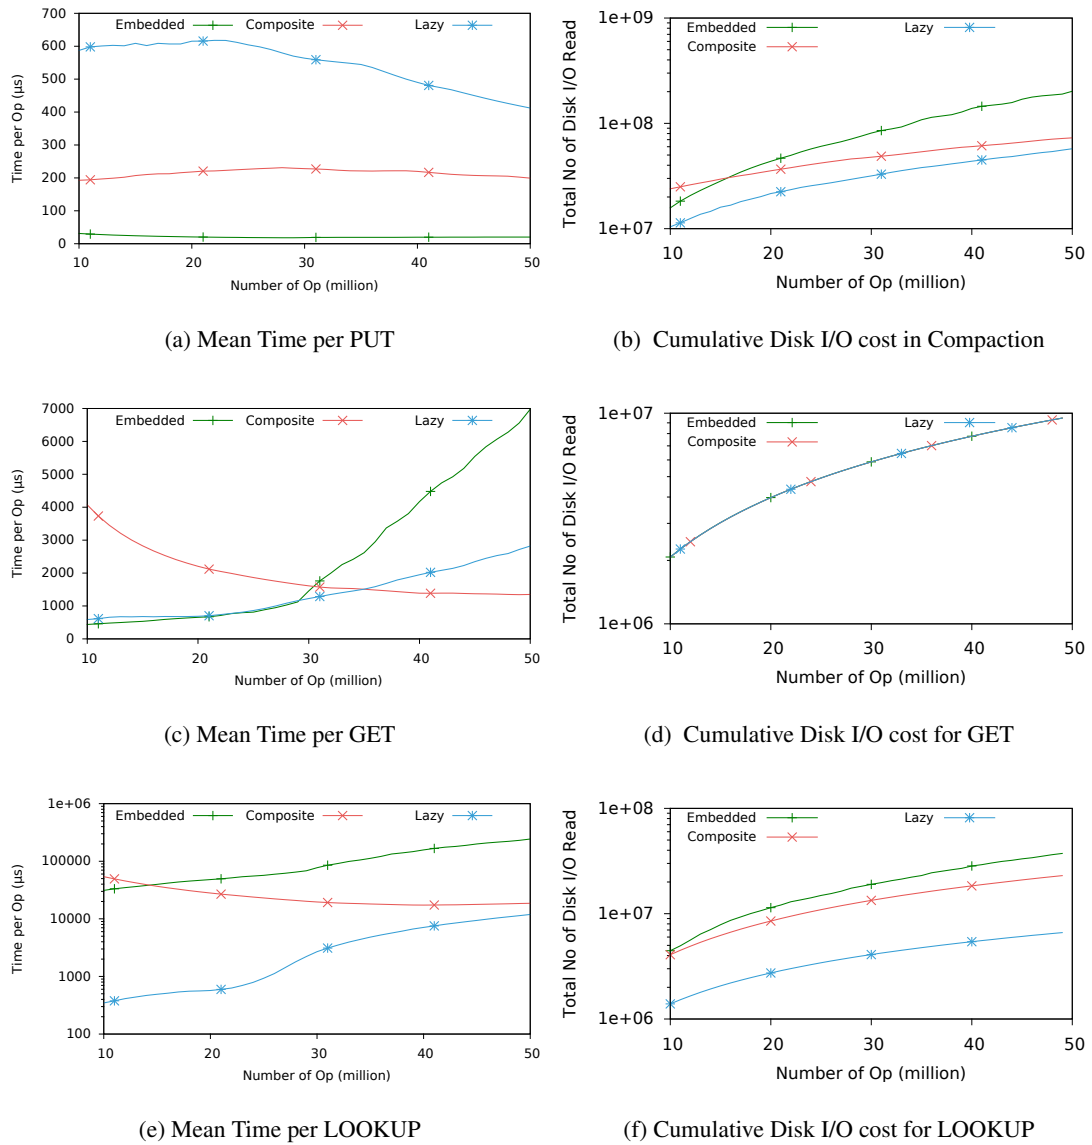 700
600
500
400
300
200
100
0
Time per Op (µs)
Embedded
Composite
Lazy
10 20 30 40 50
Number of Op (million)
(a) Mean Time per PUT
1e+09
1e+08
1e+07
Total No of Disk I/O Read
Embedded
Composite
Lazy
10 20 30 40 50
Number of Op (million)
(b) Cumulative Disk I/O cost in Compaction
7000
6000
5000
4000
3000
2000
1000
0
Time per Op (µs)
Embedded
Composite
Lazy
10 20 30 40 50
Number of Op (million)
(c) Mean Time per GET
1e+07
1e+06
Total No of Disk I/O Read
Embedded
Composite
Lazy
10 20 30 40 50
Number of Op (million)
(d) Cumulative Disk I/O cost for GET
1e+06
100000
10000
1000
100
Time per Op (µs)
Embedded
Composite
Lazy
10 20 30 40 50
Number of Op (million)
(e) Mean Time per LOOKUP
1e+08
1e+07
1e+06
Total No of Disk I/O Read
Embedded
Composite
Lazy
10 20 30 40 50
Number of Op (million)
(f) Cumulative Disk I/O cost for LOOKUP